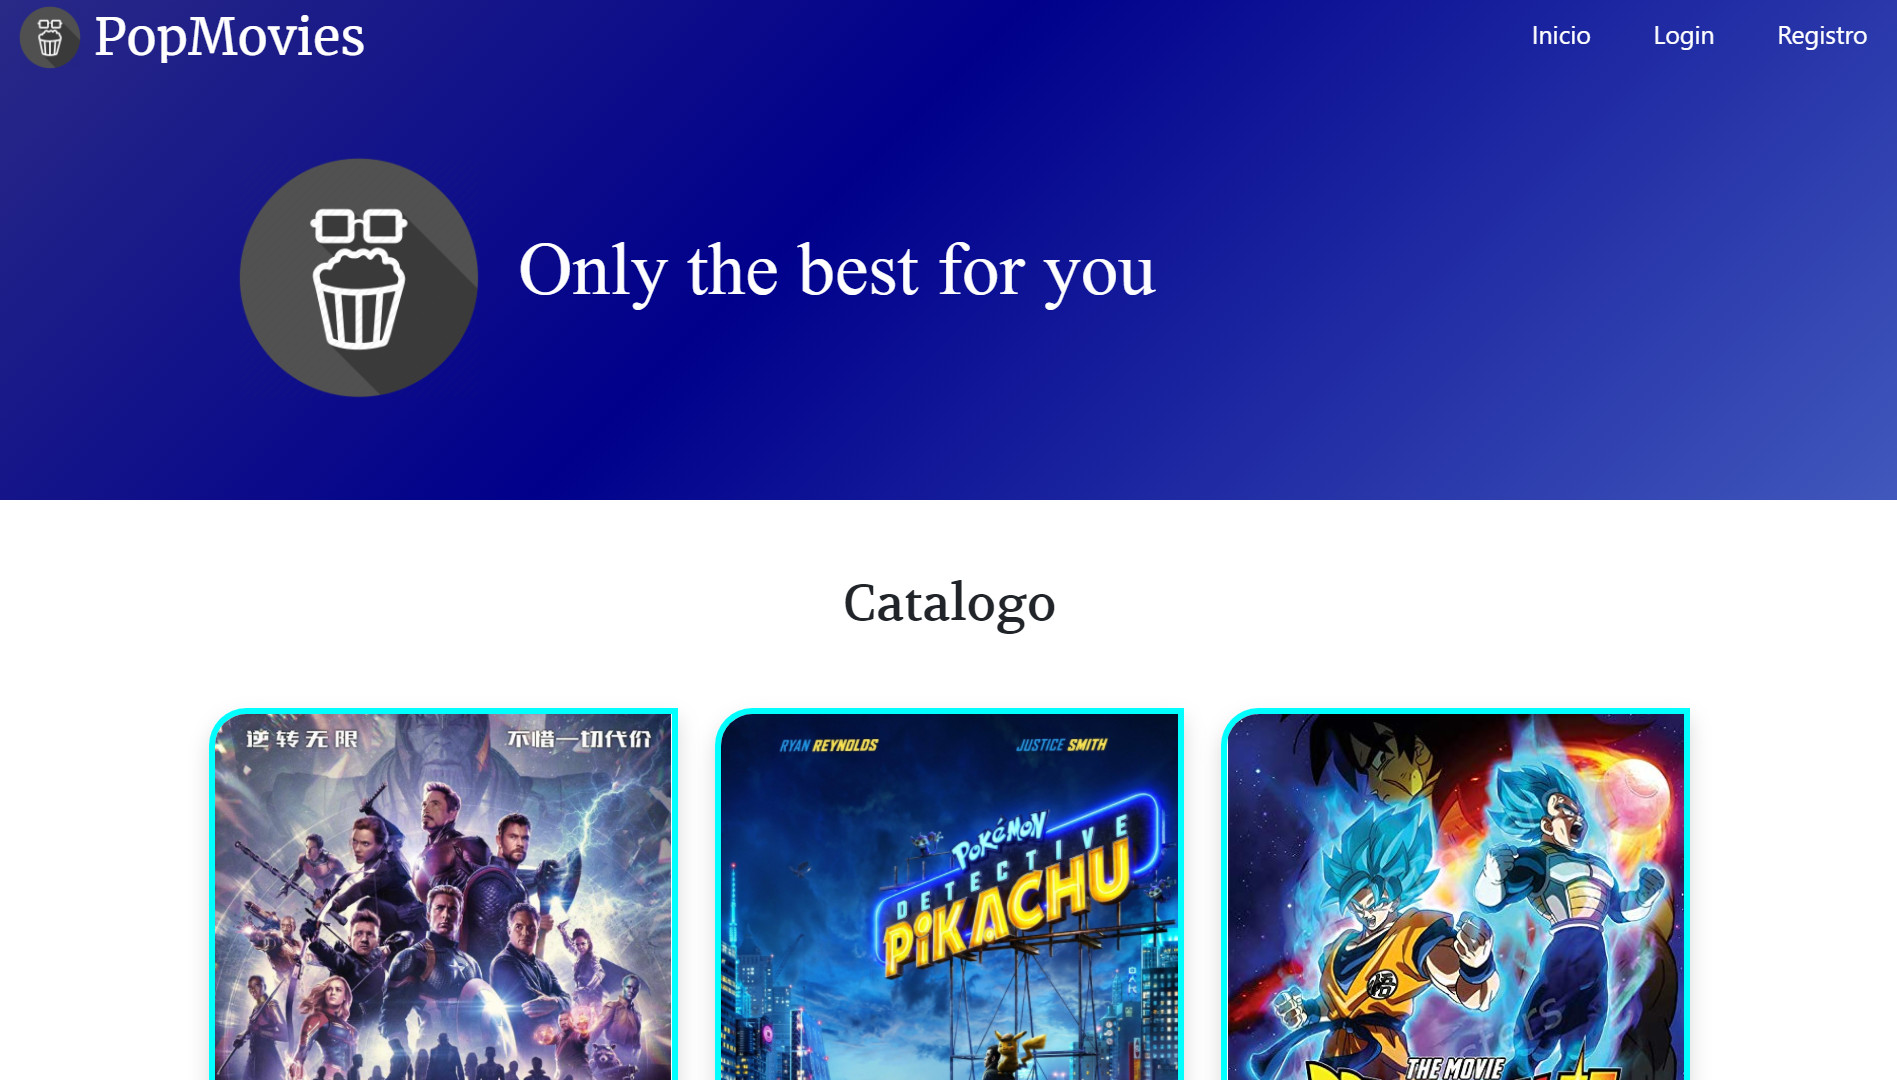 PopMovies
Inicio
Login
Registro
Only the best for you
Catalogo
逆转无限
不惜一切代价
RYAN REYNOLDS
JUSTICE SMITH
POKéMON
DETECTIVE
PiKACHU
悟
THE MOVIE